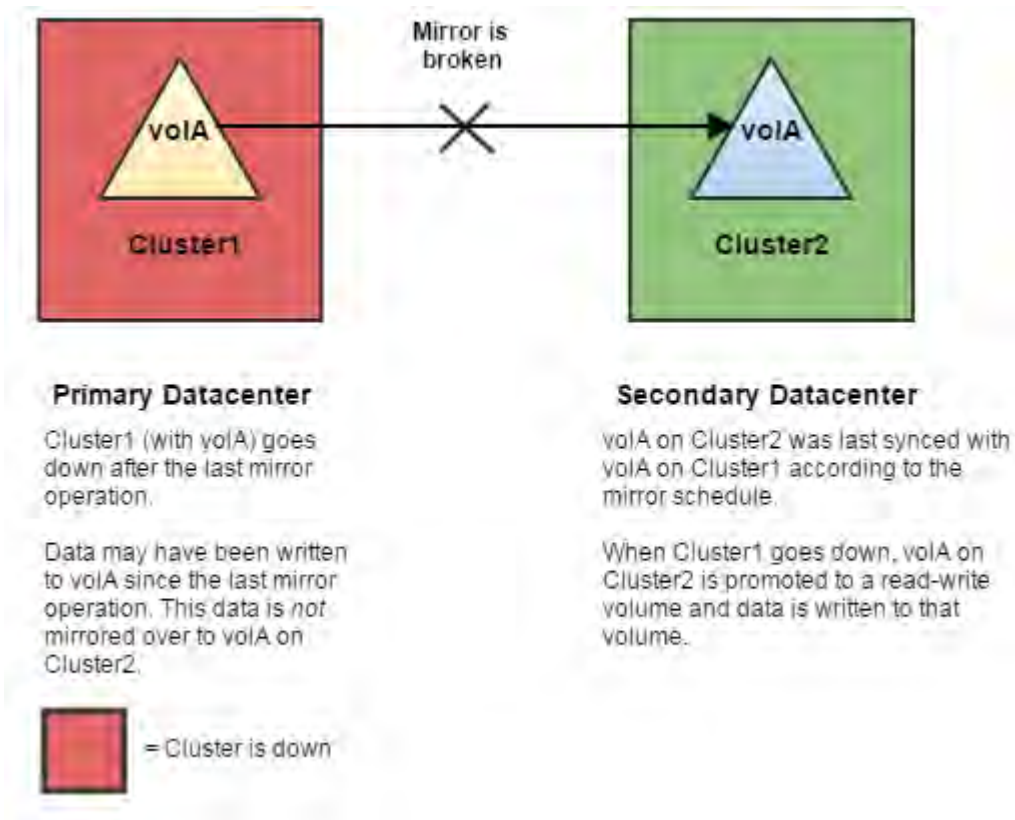 Mirror is
broken
volA
volA
Cluster1
Cluster2
Primary Datacenter
Cluster1 (with volA) goes
down after the last mirror
operation.
Data may have been written
to volA since the last mirror
operation. This data is not
mirrored over to volA on
Cluster2.
Secondary Datacenter
volA on Cluster2 was last synced with
volA on Cluster1 according to the
mirror schedule.
When Cluster1 goes down, volA on
Cluster2 is promoted to a read-write
volume and data is written to that
volume.
= Cluster is down